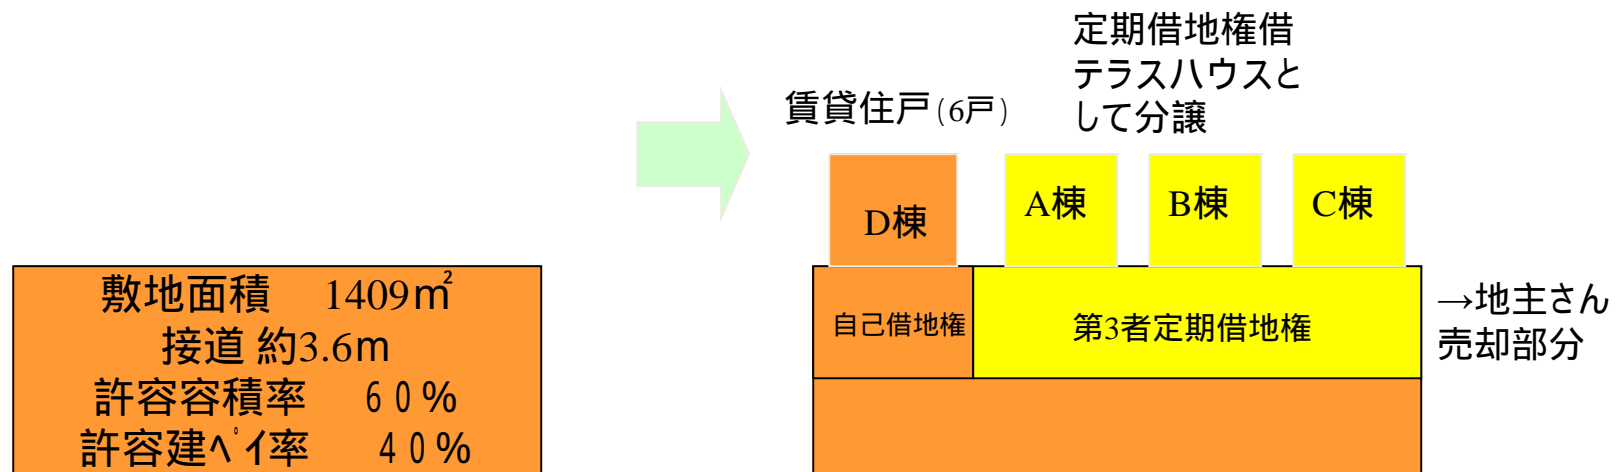 定期借地権借
テラスハウスと
して分譲
賃貸住戸(6戸)
D棟
A棟
B棟
C棟
敷地面積　1409㎡
接道 約3.6m
許容容積率　６０％
許容建ﾍﾟｲ率　４０％
自己借地権
第3者定期借地権
→地主さん
売却部分